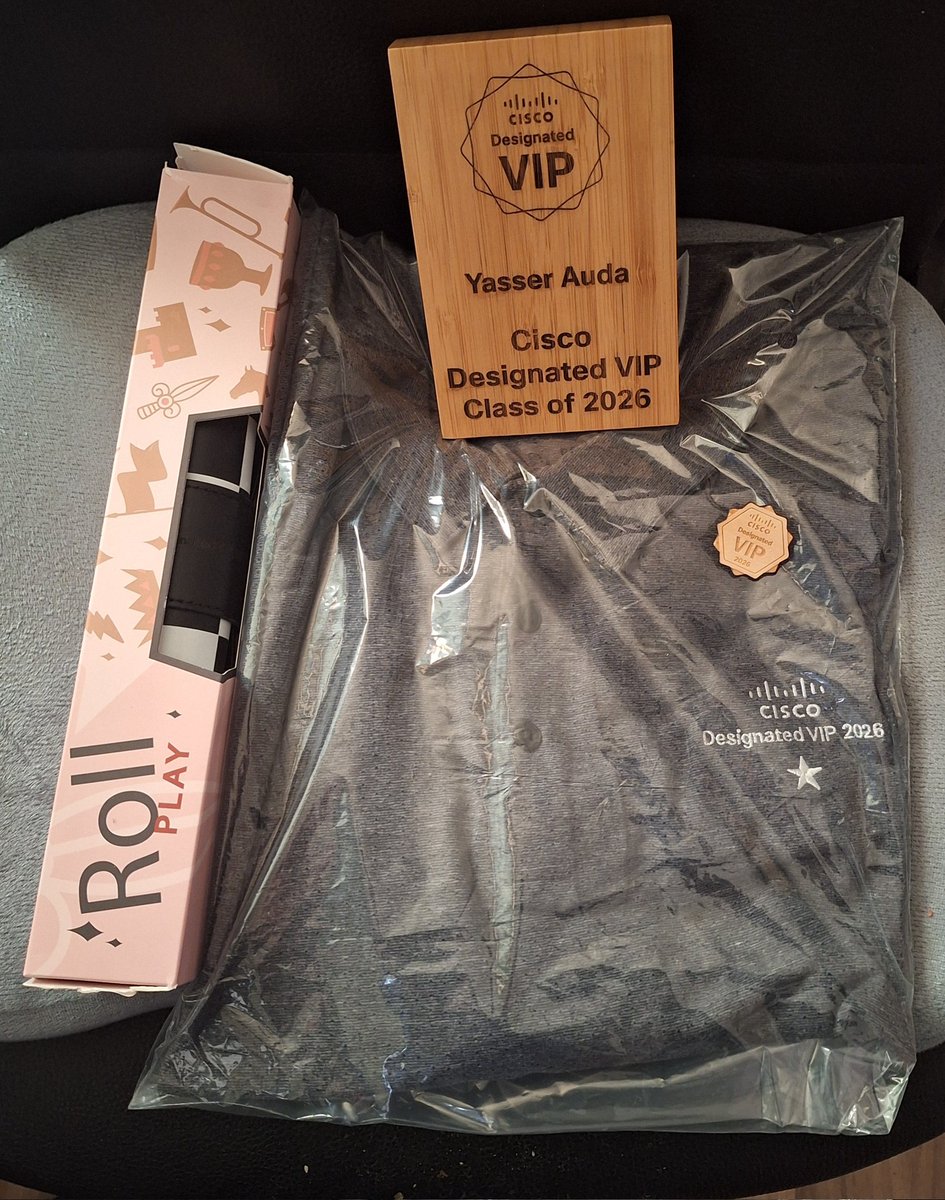 CISCO
Designated
VIP
Yasser Auda
Cisco
Designated VIP
Class of 2026
CISCO
Designated
VIP
2026
CISCO
Designated VIP 2026
Roll
PLAY